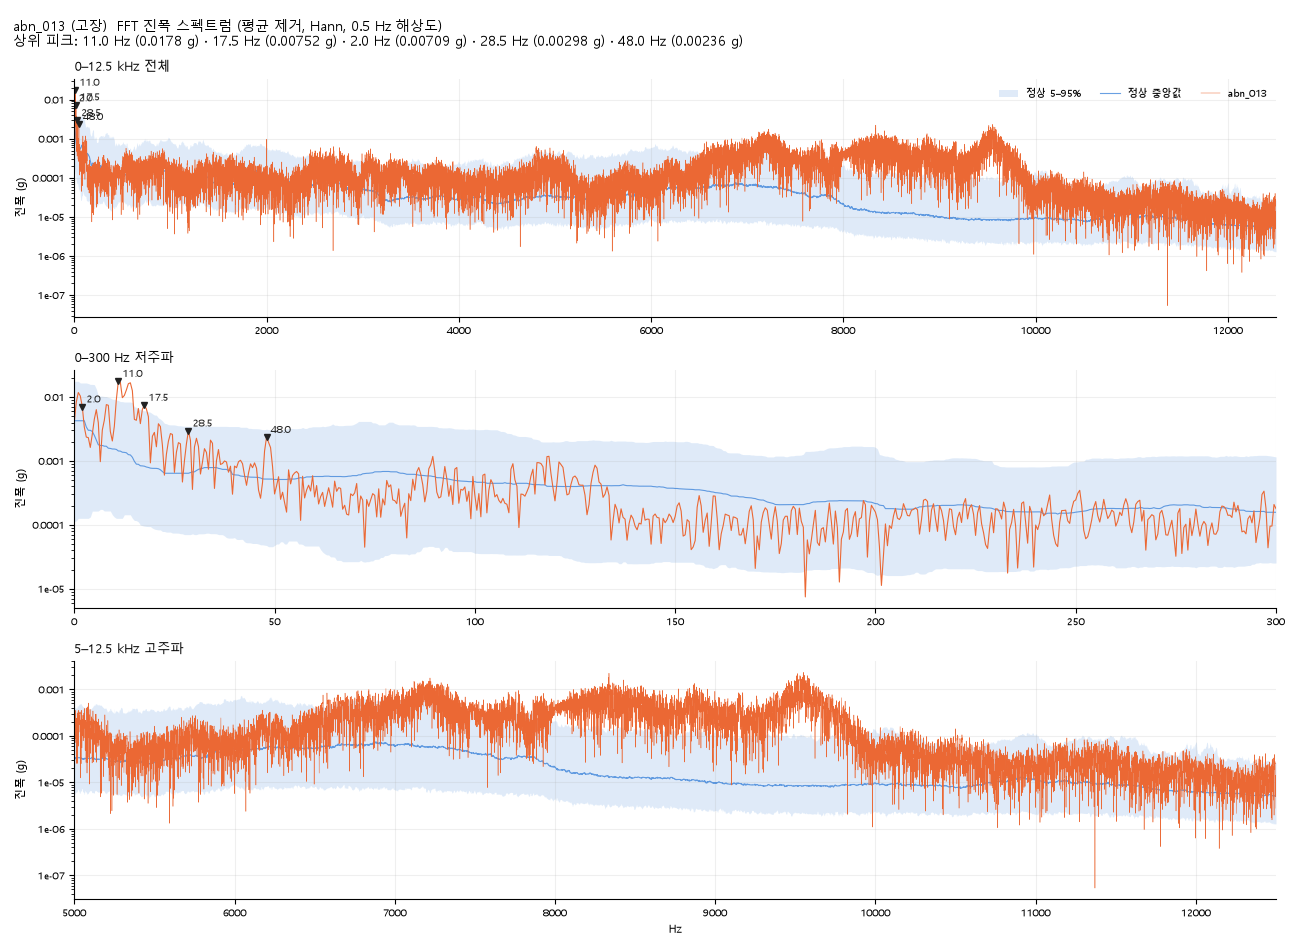 abn_013 (고장)  FFT 진폭 스펙트럼 (평균 제거, Hann, 0.5 Hz 해상도)
상위 피크: 11.0 Hz (0.0178 g) · 17.5 Hz (0.00752 g) · 2.0 Hz (0.00709 g) · 28.5 Hz (0.00298 g) · 48.0 Hz (0.00236 g)
0–12.5 kHz 전체
11.0
17.5
28.5
48.0
정상 5–95%
정상 중앙값
abn_013
진폭 (g)
0.01
0.001
0.0001
1e-05
1e-06
1e-07
0 2000 4000 6000 8000 10000 12000
0–300 Hz 저주파
2.0
11.0
17.5
28.5
48.0
진폭 (g)
0.01
0.001
0.0001
1e-05
0 50 100 150 200 250 300
5–12.5 kHz 고주파
진폭 (g)
0.001
0.0001
1e-05
1e-06
1e-07
5000 6000 7000 8000 9000 10000 11000 12000
Hz